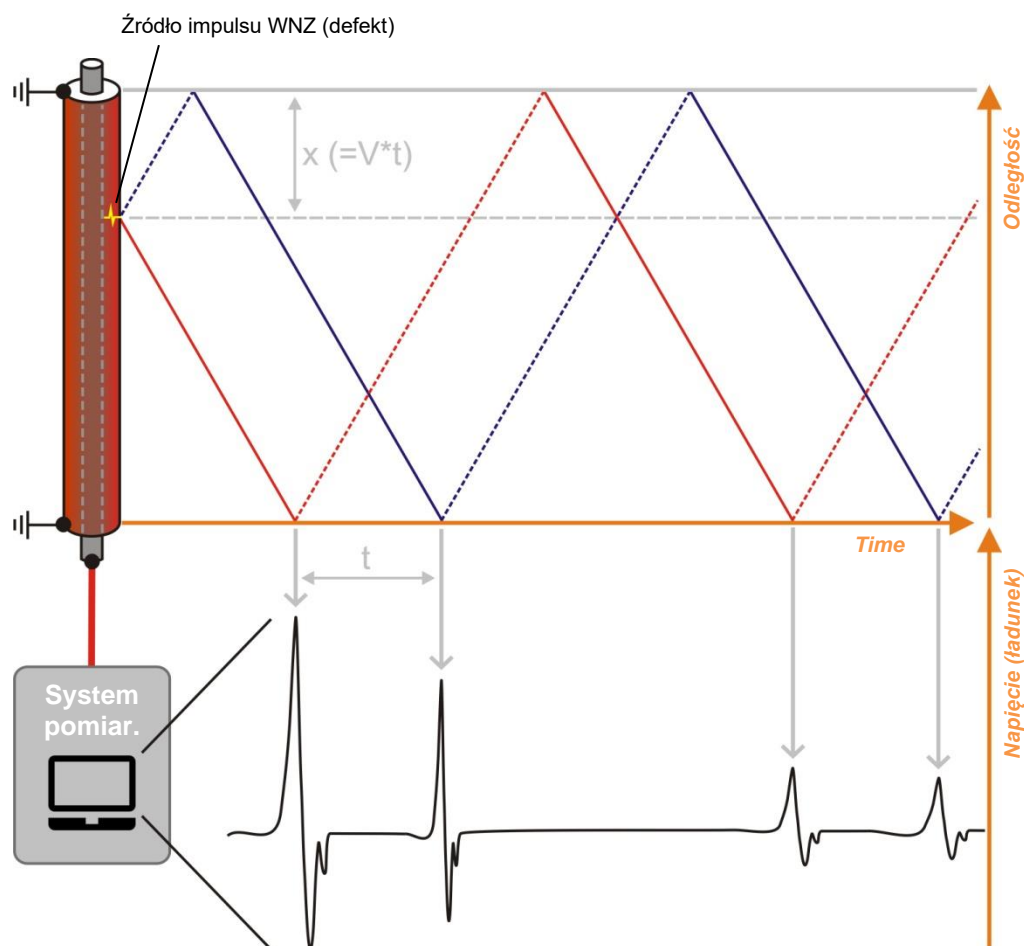 Źródło impulsu WNZ (defekt)
x (=V*t)
Odległość
Time
t
Napięcie (ładunek)
System
pomiar.